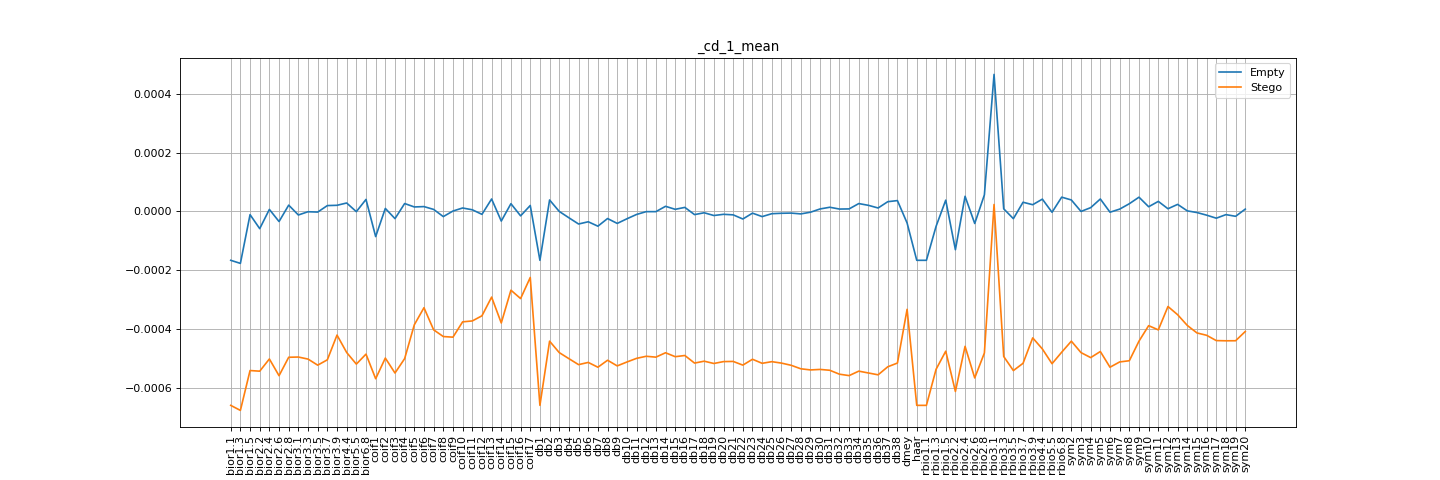 _cd_1_mean
Empty
Stego
0.0004
0.0002
0.0000
−0.0002
−0.0004
−0.0006
bior1.1
bior1.3
bior1.5
bior2.2
bior2.4
bior2.6
bior2.8
bior3.1
bior3.3
bior3.5
bior3.7
bior3.9
bior4.4
bior5.5
bior6.8
coif1
coif2
coif3
coif4
coif5
coif6
coif7
coif8
coif9
coif10
coif11
coif12
coif13
coif14
coif15
coif16
coif17
db1
db2
db3
db4
db5
db6
db7
db8
db9
db10
db11
db12
db13
db14
db15
db16
db17
db18
db19
db20
db21
db22
db23
db24
db25
db26
db27
db28
db29
db30
db31
db32
db33
db34
db35
db36
db37
db38
dmey
haar
rbio1.1
rbio1.3
rbio1.5
rbio2.2
rbio2.4
rbio2.6
rbio2.8
rbio3.1
rbio3.3
rbio3.5
rbio3.7
rbio3.9
rbio4.4
rbio5.5
rbio6.8
sym2
sym3
sym4
sym5
sym6
sym7
sym8
sym9
sym10
sym11
sym12
sym13
sym14
sym15
sym16
sym17
sym18
sym19
sym20